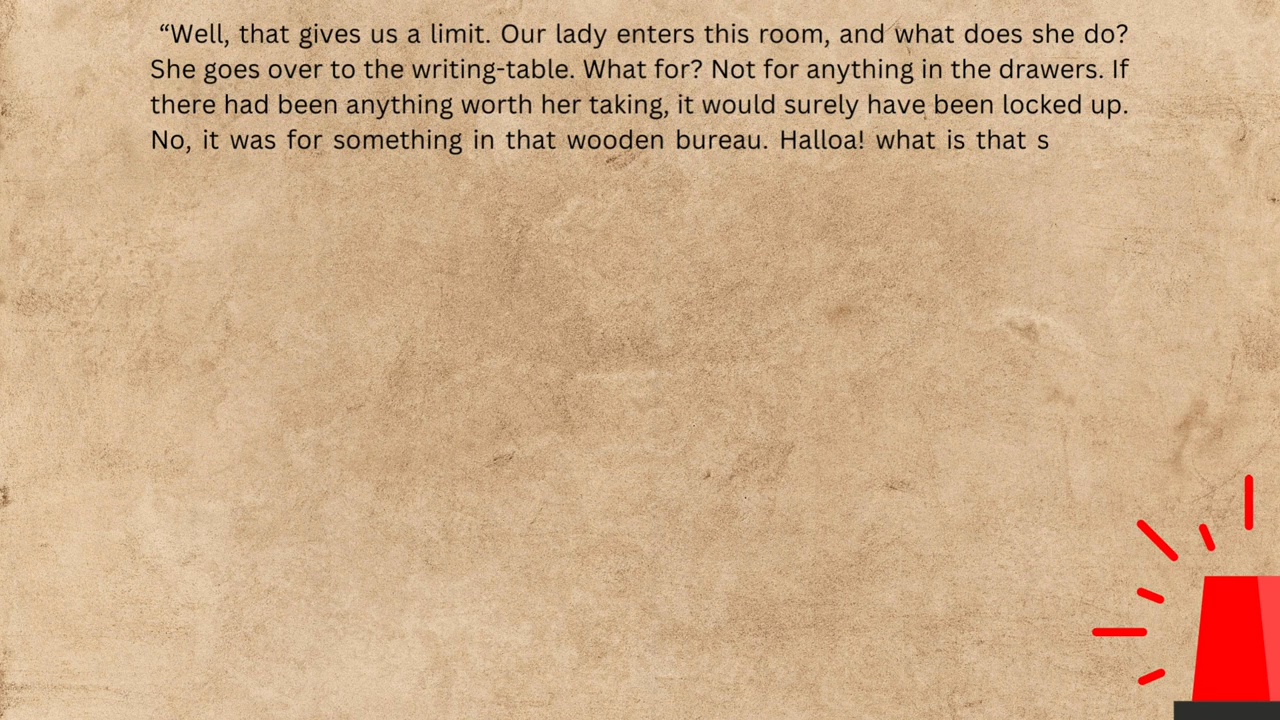 “Well, that gives us a limit. Our lady enters this room, and what does she do?
She goes over to the writing-table. What for? Not for anything in the drawers. If
there had been anything worth her taking, it would surely have been locked up.
No, it was for something in that wooden bureau. Halloa! what is that s